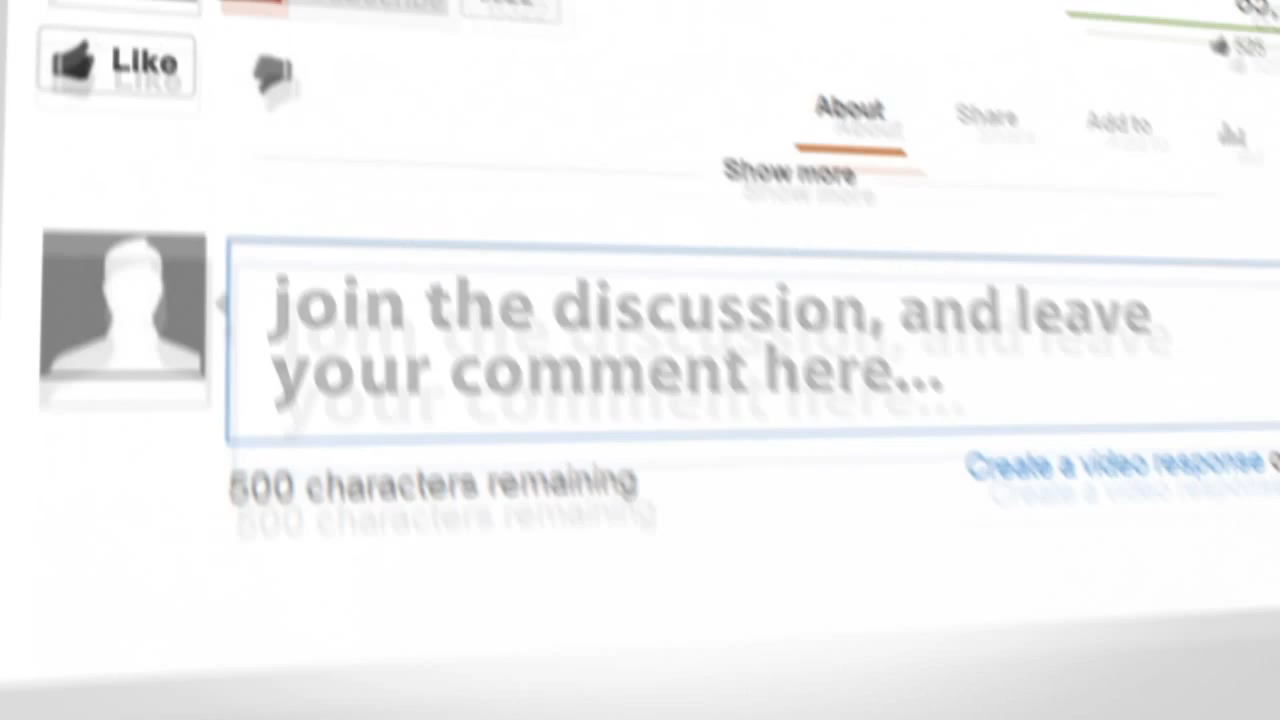 Like
About
Share
Add to
Show more
join the discussion, and leave
your comment here...
500 characters remaining
Create a video response